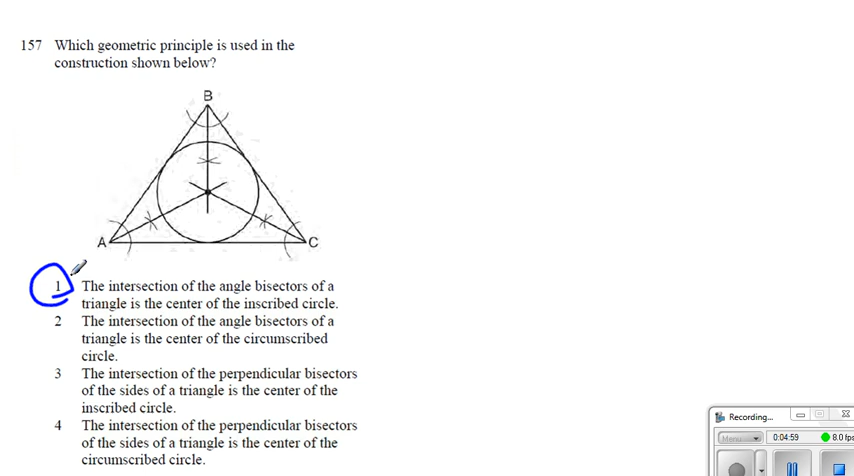 157 Which geometric principle is used in the
construction shown below?
B
A
C
1 The intersection of the angle bisectors of a
triangle is the center of the inscribed circle.
2 The intersection of the angle bisectors of a
triangle is the center of the circumscribed
circle.
3 The intersection of the perpendicular bisectors
of the sides of a triangle is the center of the
inscribed circle.
4 The intersection of the perpendicular bisectors
of the sides of a triangle is the center of the
circumscribed circle.
Recording...
Menu 0:04:59 8.0 fps